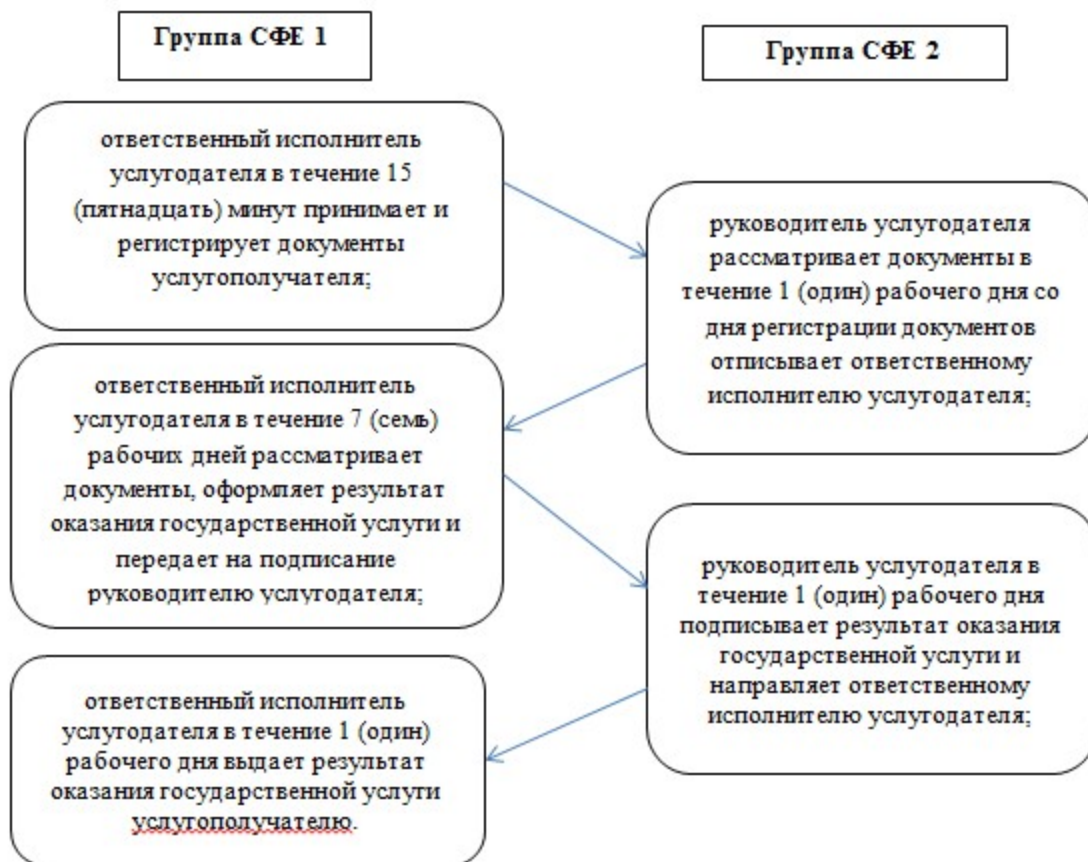 Группа СФЕ 1
Группа СФЕ 2
ответственный исполнитель
услугодателя в течение 15
(пятнадцать) минут принимает и
регистрирует документы
услугополучателя;
руководитель услугодателя
рассматривает документы в
течение 1 (один) рабочего дня со
дня регистрации документов
отписывает ответственному
исполнителю услугодателя;
ответственный исполнитель
услугодателя в течение 7 (семь)
рабочих дней рассматривает
документы, оформляет результат
оказания государственной услуги и
передает на подписание
руководителю услугодателя;
руководитель услугодателя в
течение 1 (один) рабочего дня
подписывает результат оказания
государственной услуги и
направляет ответственному
исполнителю услугодателя;
ответственный исполнитель
услугодателя в течение 1 (один)
рабочего дня выдает результат
оказания государственной услуги
услугополучателю.